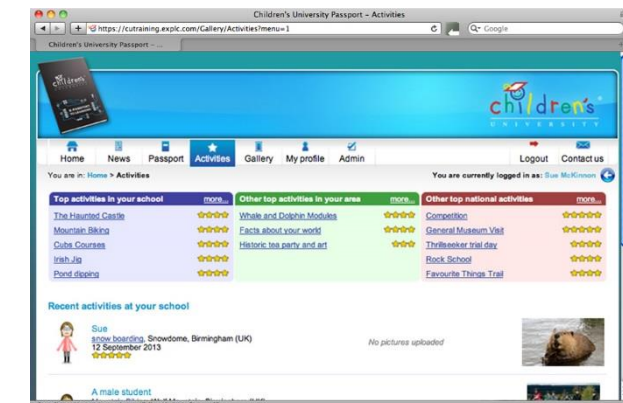 Children's University Passport – Activities
https://cutraining.explc.com/Gallery/Activities?menu=1
Google
Children's University Passport – ...
children's
children's
UNIVERSITY
Home News Passport Activities Gallery My profile Admin Logout Contact us
You are in: Home > Activities You are currently logged in as: Sue McKinnon
Top activities in your school more...
The Haunted Castle
Mountain Biking
Cubs Courses
Irish Jig
Pond dipping
Other top activities in your area more...
Whale and Dolphin Modules
Facts about your world
Historic tea party and art
Other top national activities more...
Competition
General Museum Visit
Thrillseeker trial day
Rock School
Favourite Things Trail
Recent activities at your school
Sue
snow boarding, Snowdome, Birmingham (UK)
12 September 2013
No pictures uploaded
A male student